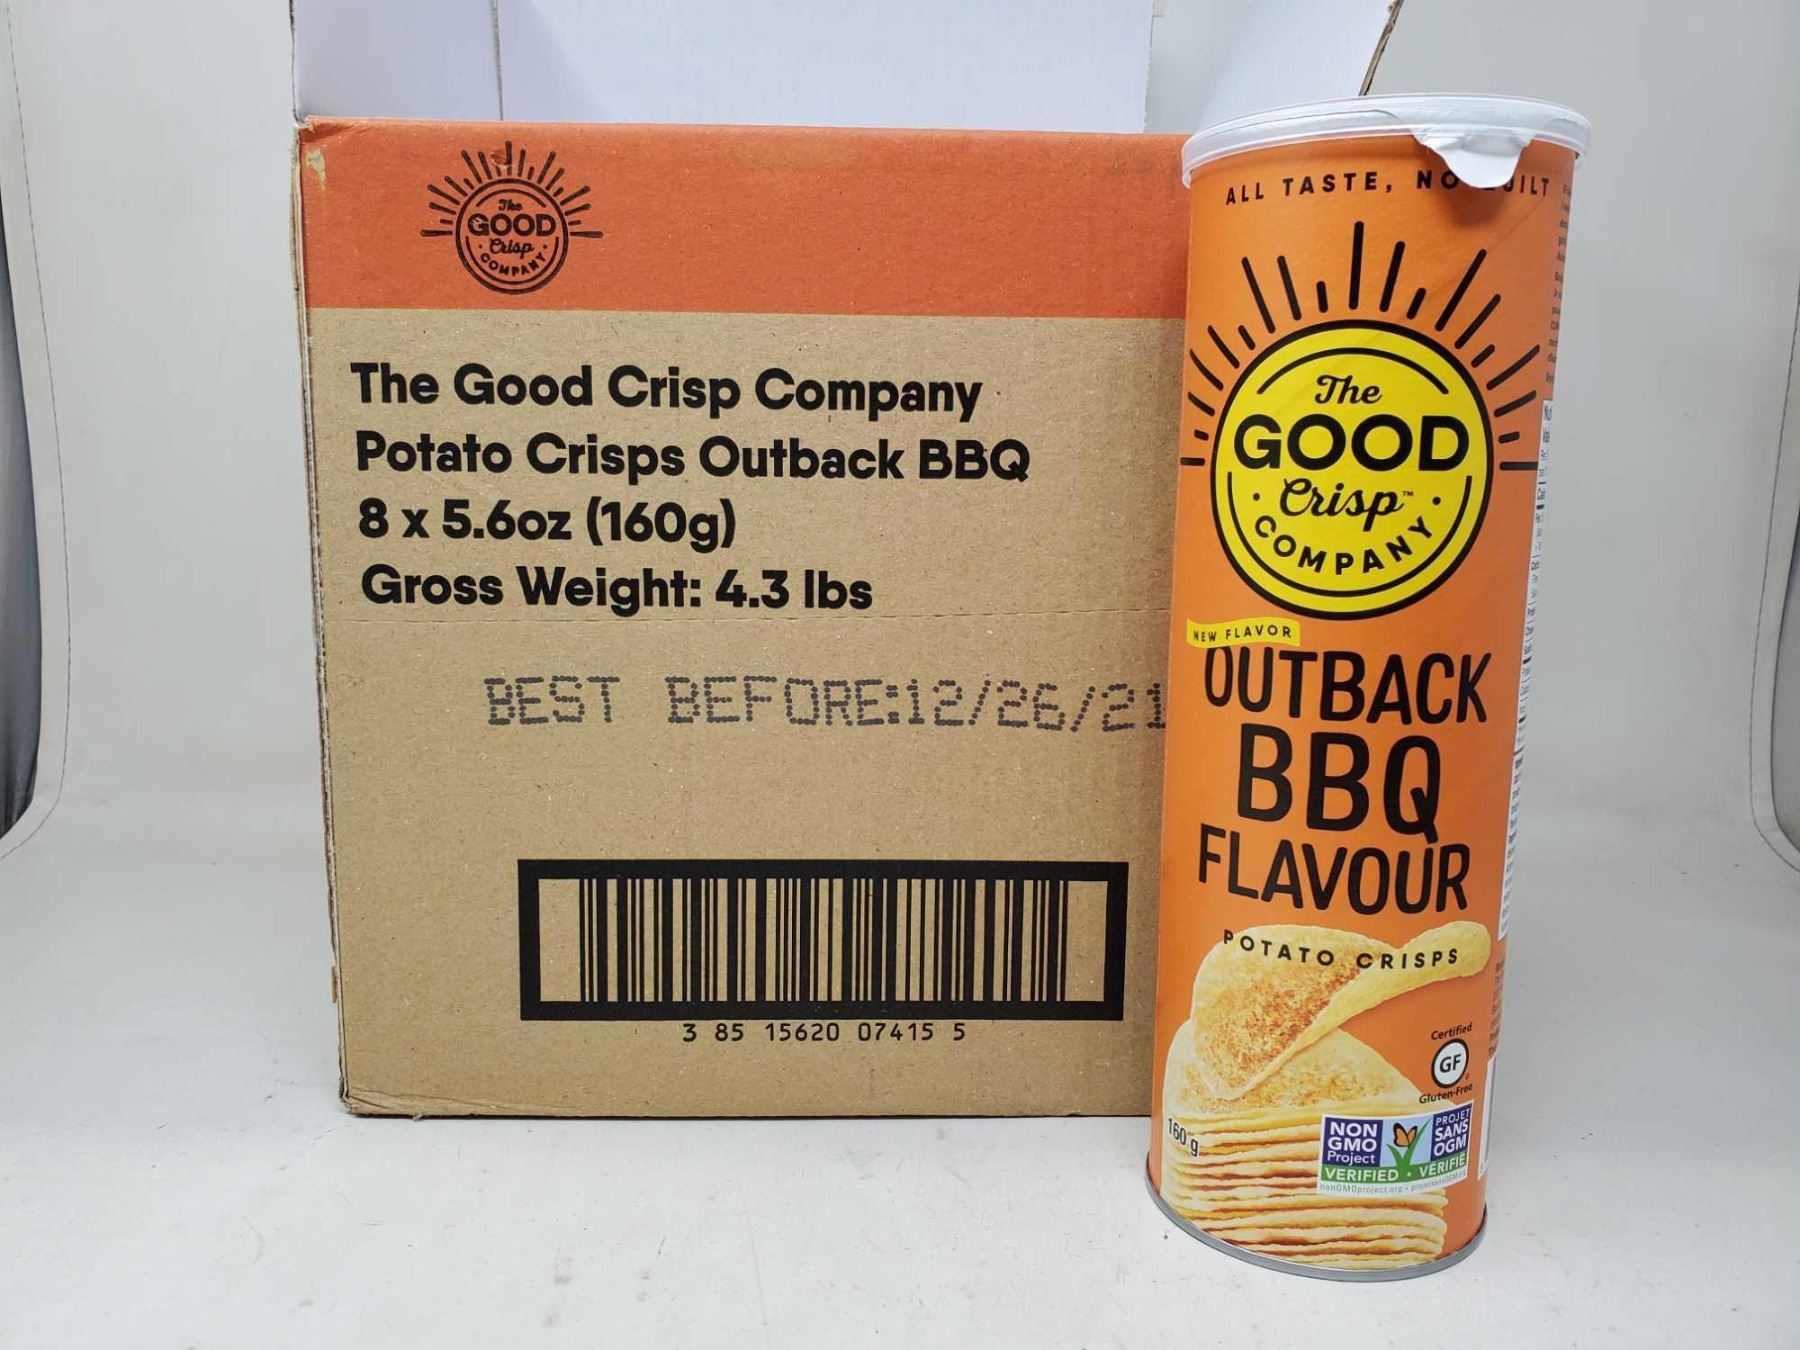 The
GOOD
Crisp
COMPANY
The Good Crisp Company
Potato Crisps Outback BBQ
8 x 5.6oz (160g)
Gross Weight: 4.3 lbs
BEST BEFORE:12/26/21
3 85 15620 07415 5
ALL TASTE, NO
The
GOOD
Crisp™
COMPANY
NEW FLAVOR
OUTBACK
BBQ
FLAVOUR
POTATO CRISPS
Certified
GF
Gluten-Free
160 g
NON
GMO
Project
VERIFIED
PROJET
SANS
OGM
VÉRIFIÉ
nonGMOproject.org